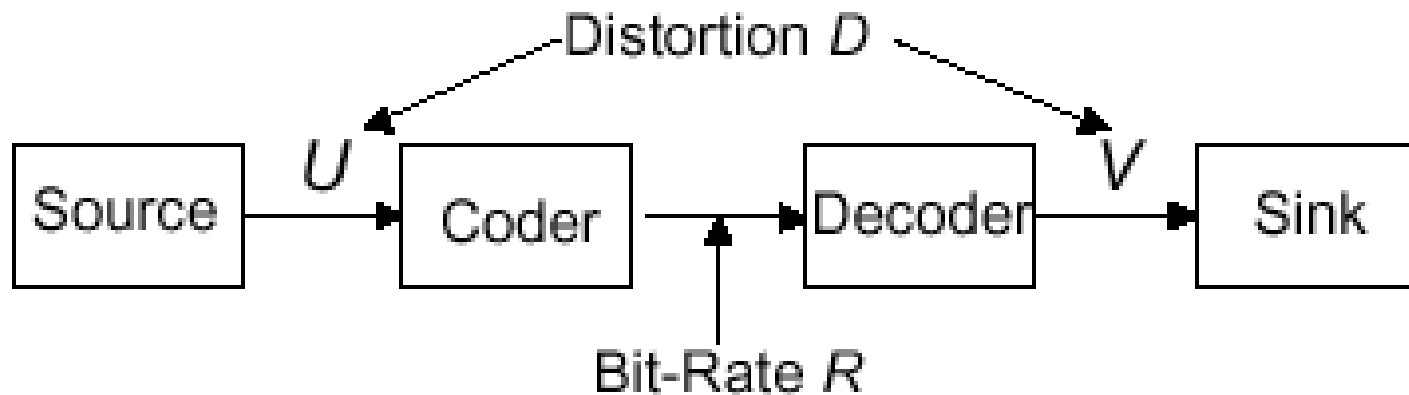 Distortion D
Source
U
Coder
Decoder
V
Sink
Bit-Rate R